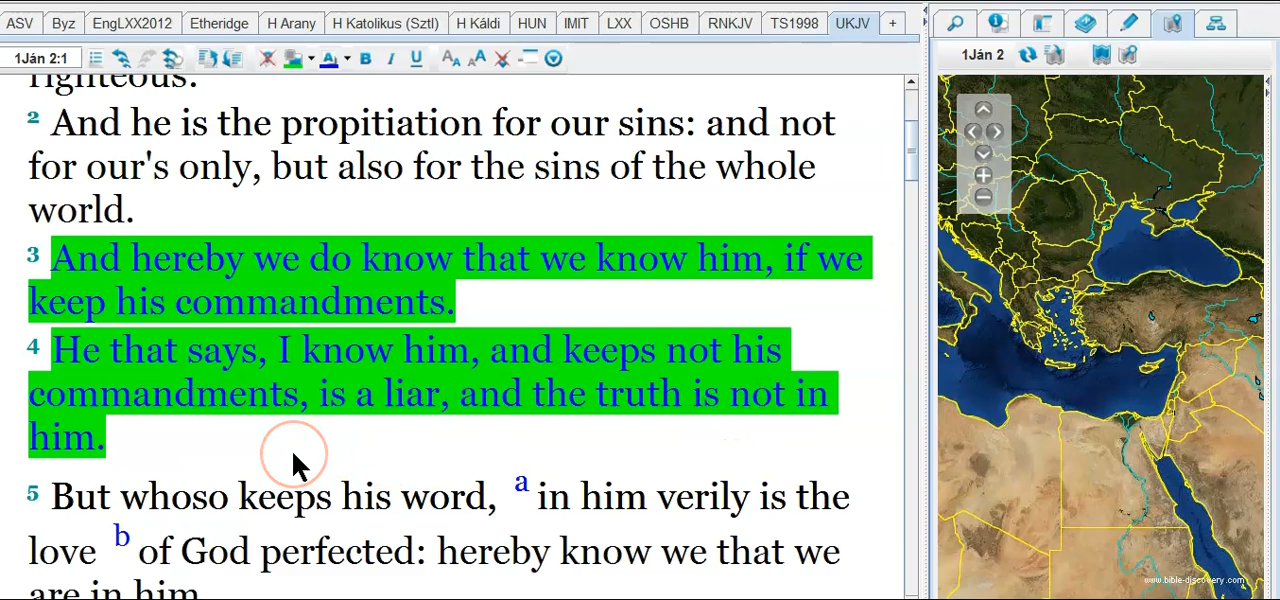 ASV Byz EngLXX2012 Etheridge H Arany H Katolikus (Sztl) H Káldi HUN IMIT LXX OSHB RNKJV TS1998 UKJV +
1Ján 2:1
1Ján 2
righteous.
2 And he is the propitiation for our sins: and not
for our's only, but also for the sins of the whole
world.
3 And hereby we do know that we know him, if we
keep his commandments.
4 He that says, I know him, and keeps not his
commandments, is a liar, and the truth is not in
him.
5 But whoso keeps his word, a in him verily is the
love b of God perfected: hereby know we that we
are in him.
www.bible-discovery.com